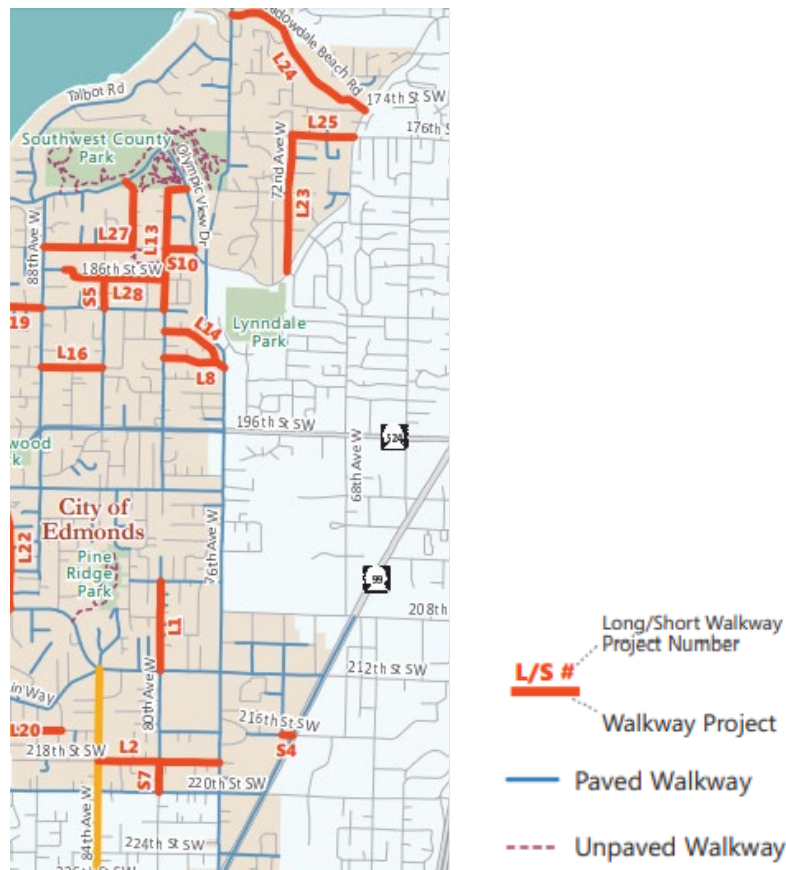 Meadowdale Beach Rd
L24
Talbot Rd
174th St SW
L25
176th S
Southwest County
Park
Olympic View Dr
72nd Ave W
L23
88th Ave W
L27
L13
S10
186th St SW
S5
L28
19
L14
Lynndale
Park
L16
L8
196th St SW
524
wood
k
68th Ave W
City of
Edmonds
76th Ave W
L22
Pine
Ridge
Park
99
208th
L1
Long/Short Walkway
Project Number
L/S #
212th St SW
in Way
80th Ave W
216th St SW
Walkway Project
L20
218th St SW
L2
S4
S7
220th St SW
Paved Walkway
84th Ave W
224th St SW
Unpaved Walkway